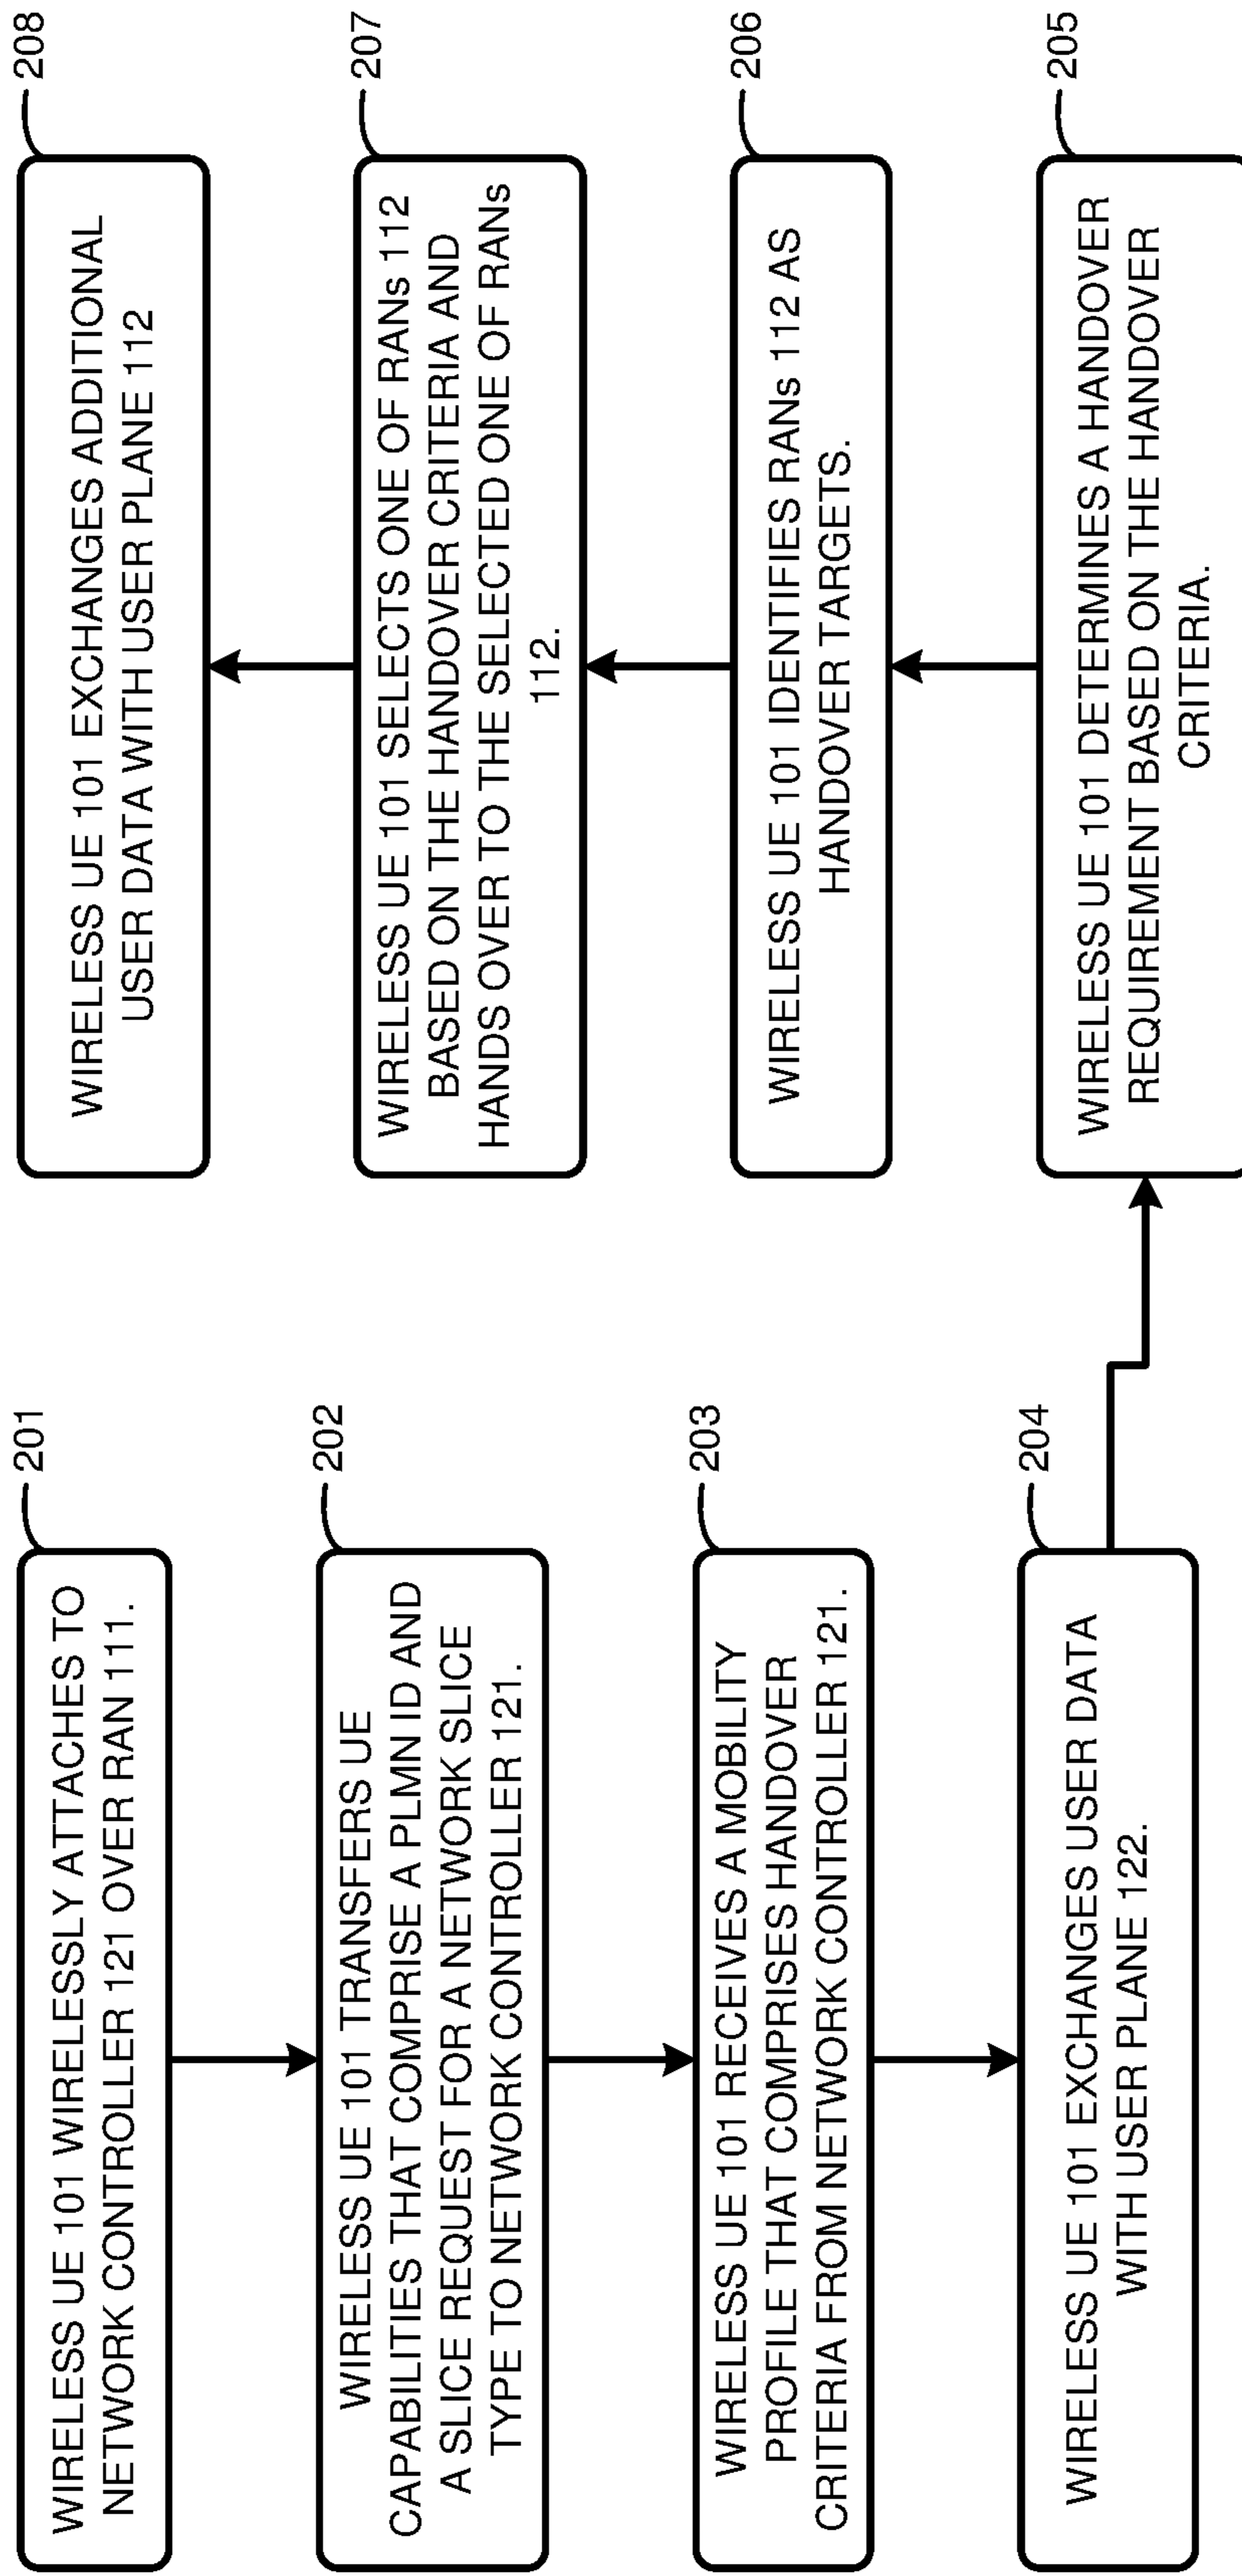 201
WIRELESS UE 101 WIRELESSLY ATTACHES TO
NETWORK CONTROLLER 121 OVER RAN 111.
202
WIRELESS UE 101 TRANSFERS UE
CAPABILITIES THAT COMPRISE A PLMN ID AND
A SLICE REQUEST FOR A NETWORK SLICE
TYPE TO NETWORK CONTROLLER 121.
203
WIRELESS UE 101 RECEIVES A MOBILITY
PROFILE THAT COMPRISES HANDOVER
CRITERIA FROM NETWORK CONTROLLER 121.
204
WIRELESS UE 101 EXCHANGES USER DATA
WITH USER PLANE 122.
205
WIRELESS UE 101 DETERMINES A HANDOVER
REQUIREMENT BASED ON THE HANDOVER
CRITERIA.
206
WIRELESS UE 101 IDENTIFIES RANs 112 AS
HANDOVER TARGETS.
207
WIRELESS UE 101 SELECTS ONE OF RANs 112
BASED ON THE HANDOVER CRITERIA AND
HANDS OVER TO THE SELECTED ONE OF RANs
112.
208
WIRELESS UE 101 EXCHANGES ADDITIONAL
USER DATA WITH USER PLANE 112